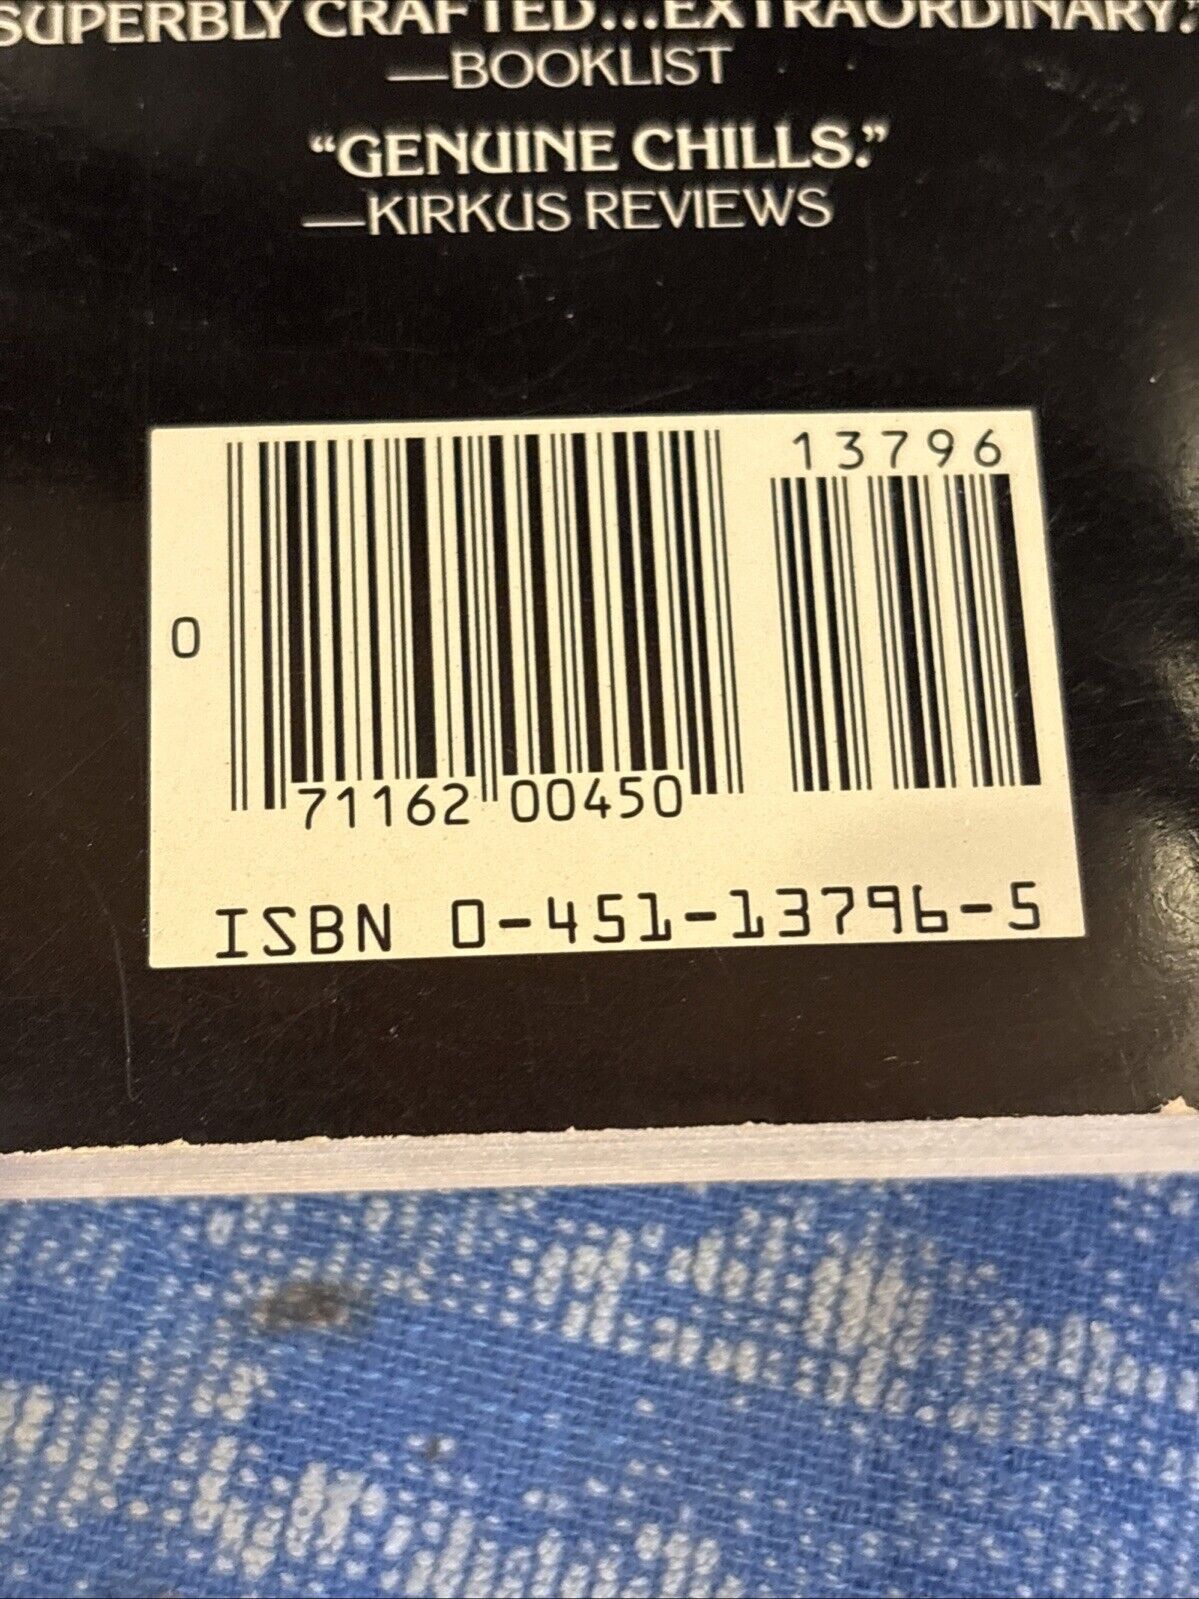 SUPERBLY CRAFTED...EXTRAORDINARY."
—BOOKLIST
“GENUINE CHILLS.”
—KIRKUS REVIEWS
13796
0
71162 00450
ISBN 0-451-13796-5